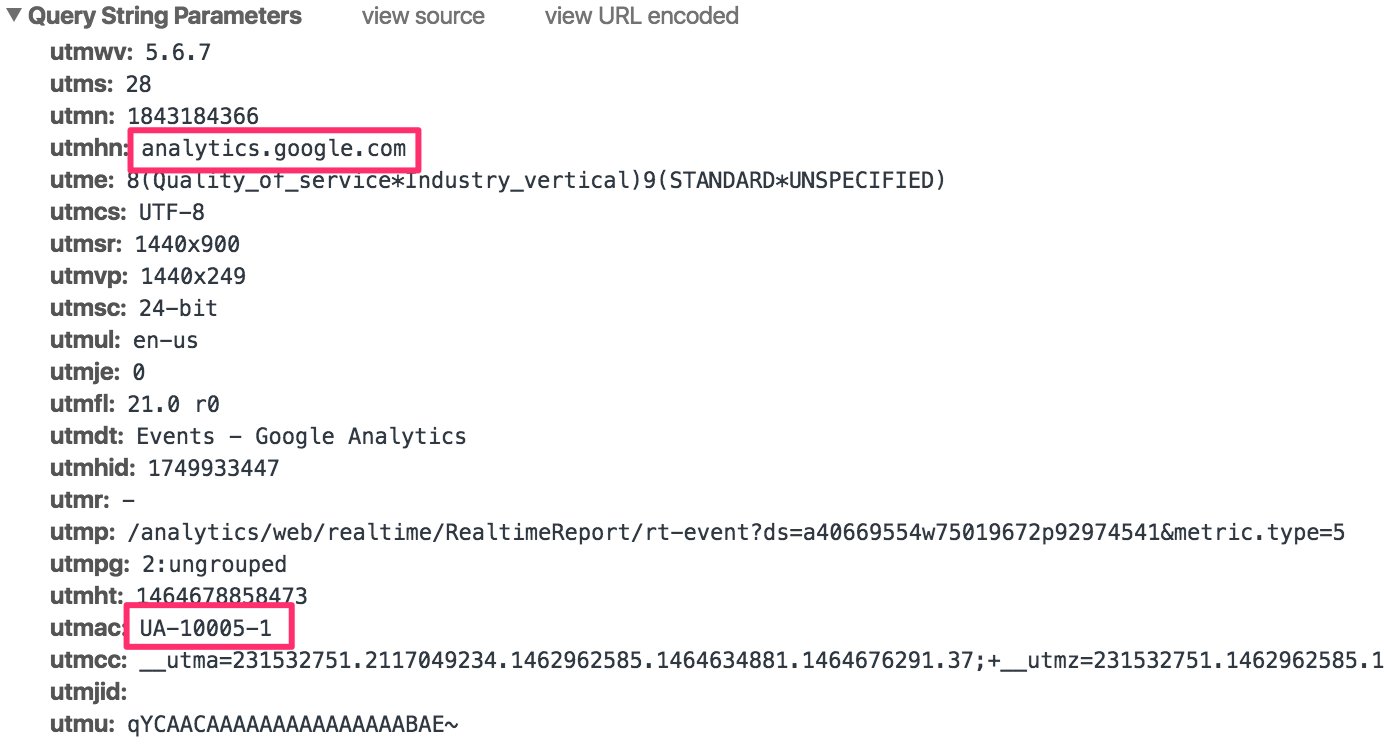 ▼ Query String Parameters view source view URL encoded
utmwv: 5.6.7
utms: 28
utmn: 1843184366
utmhn: analytics.google.com
utme: 8(Quality_of_service*Industry_vertical)9(STANDARD*UNSPECIFIED)
utmcs: UTF-8
utmsr: 1440x900
utmvp: 1440x249
utmsc: 24-bit
utmul: en-us
utmje: 0
utmfl: 21.0 r0
utmdt: Events - Google Analytics
utmhid: 1749933447
utmr: -
utmp: /analytics/web/realtime/RealtimeReport/rt-event?ds=a40669554w75019672p92974541&metric.type=5
utmpg: 2:ungrouped
utmht: 1464678858473
utmac: UA-10005-1
utmcc: __utma=231532751.2117049234.1462962585.1464634881.1464676291.37;+__utmz=231532751.1462962585.1
utmjid:
utmu: qYCAACAAAAAAAAAAAAAAABAE~